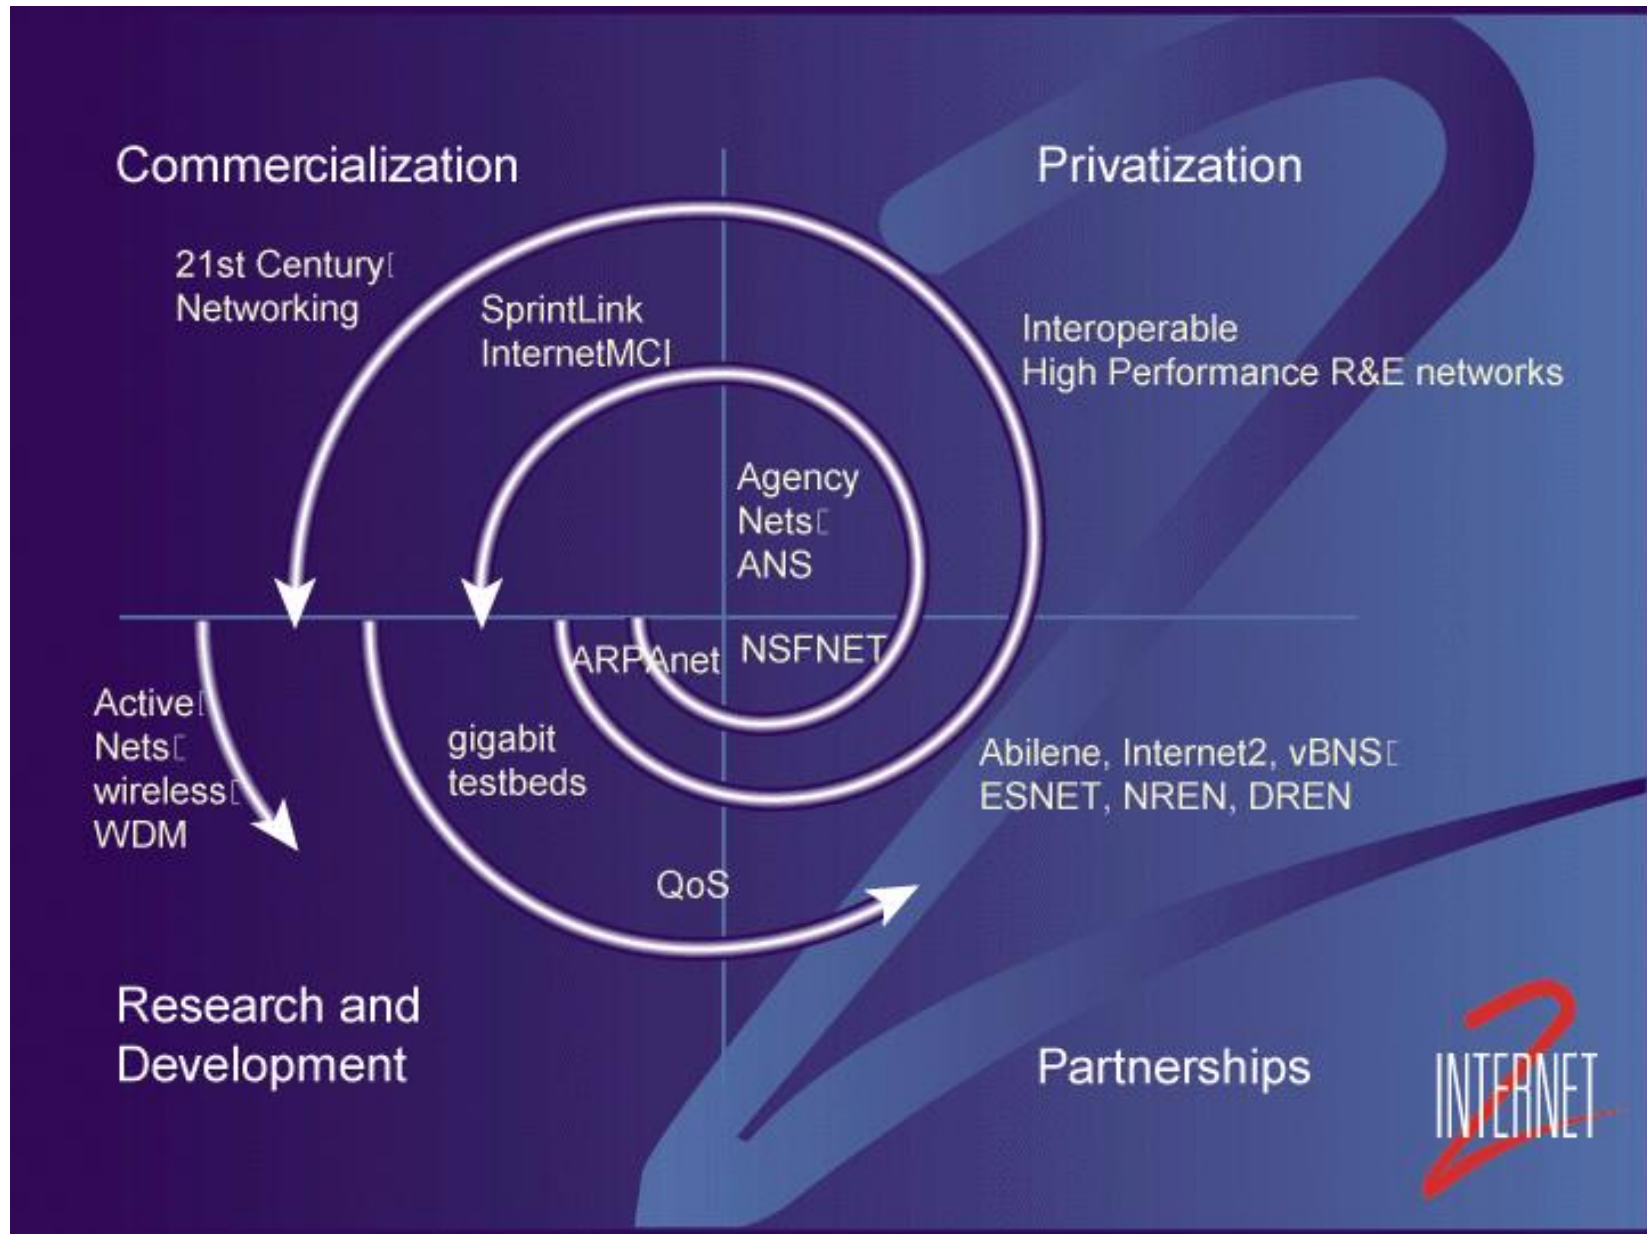 Commercialization
Privatization
21st Century
Networking
SprintLink
InternetMCI
Interoperable
High Performance R&E networks
Agency
Nets
ANS
ARPAnet
NSFNET
Active
Nets
wireless
WDM
gigabit
testbeds
Abilene, Internet2, vBNS
ESNET, NREN, DREN
QoS
Research and
Development
Partnerships
2
INTERNET